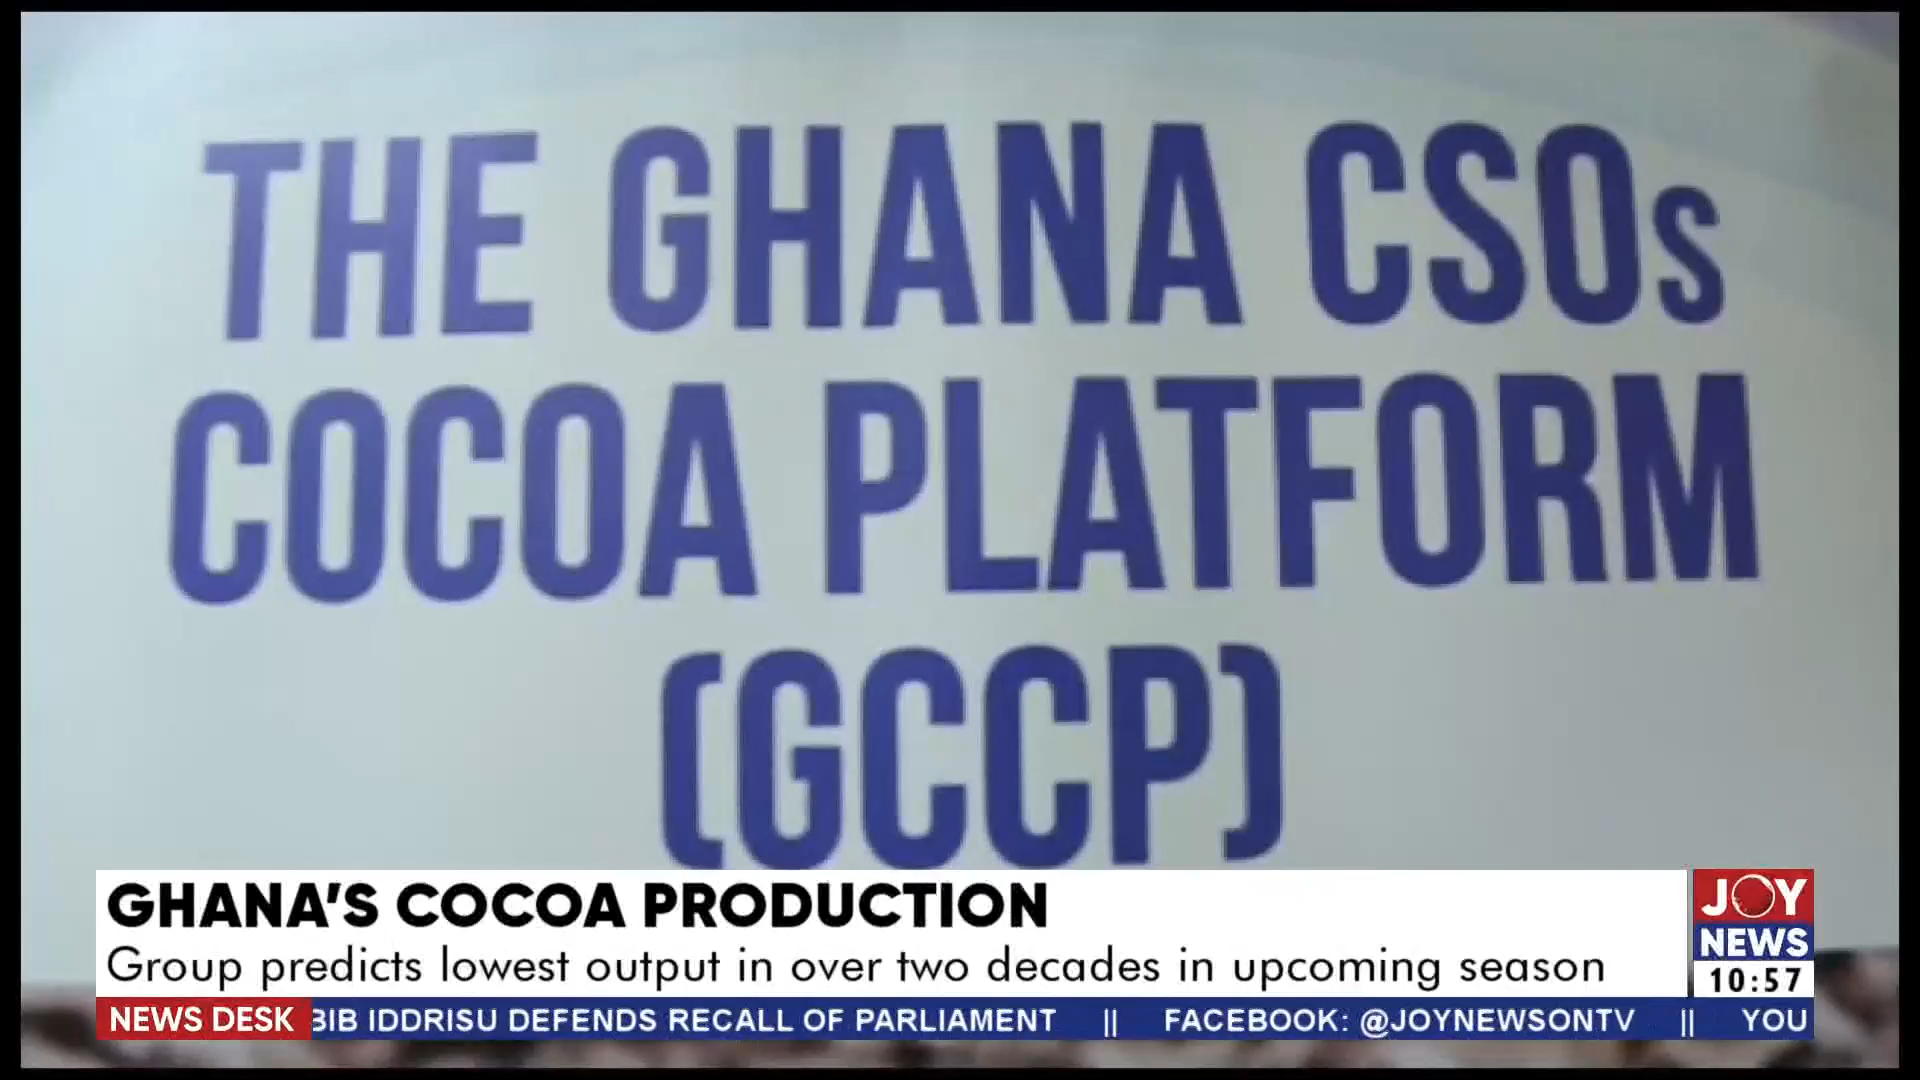 THE GHANA CSOs
COCOA PLATFORM
(GCCP)
GHANA'S COCOA PRODUCTION
Group predicts lowest output in over two decades in upcoming season
JOY
NEWS
10:57
NEWS DESK
IDDRISU DEFENDS RECALL OF PARLIAMENT || FACEBOOK: @JOYNEWSONTV || YOU